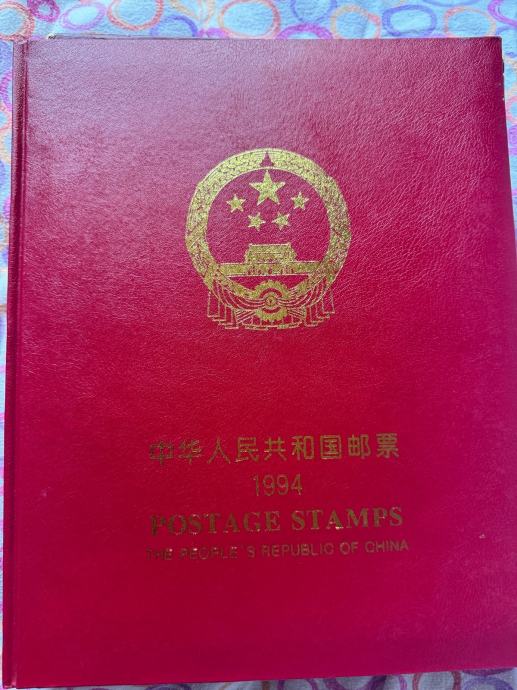 中华人民共和国邮票
1994
POSTAGE STAMPS
THE PEOPLE'S REPUBLIC OF CHINA